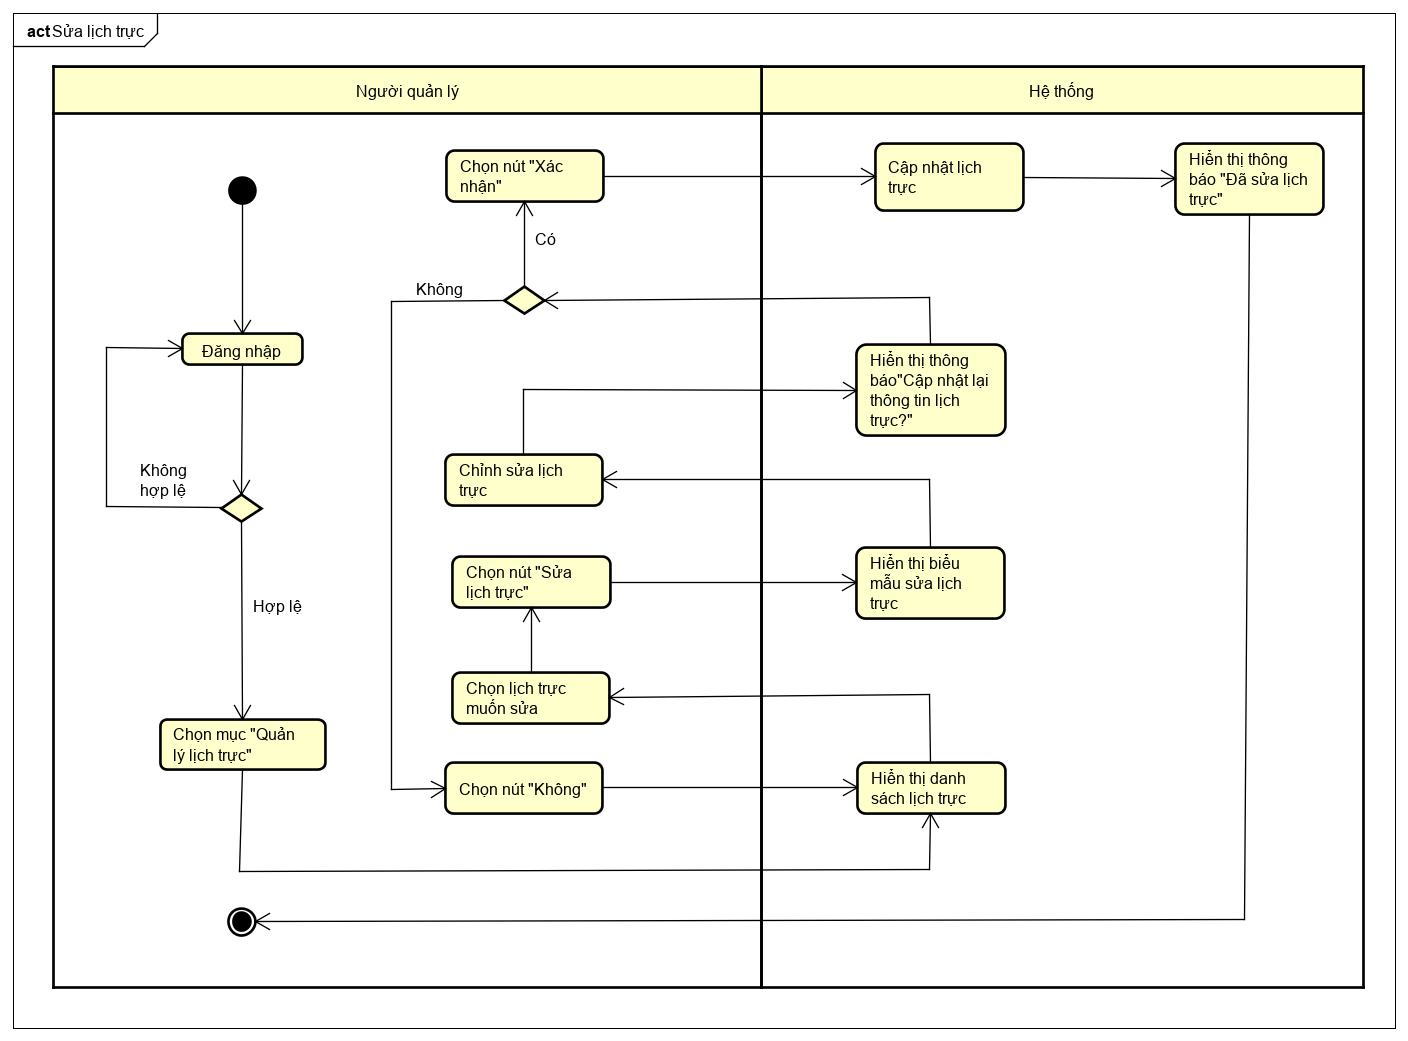 act Sửa lịch trực
Người quản lý
Hệ thống
Chọn nút "Xác
nhận"
Cập nhật lịch
trực
Hiển thị thông
báo "Đã sửa lịch
trực"
Có
Không
Đăng nhập
Hiển thị thông
báo"Cập nhật lại
thông tin lịch
trực?"
Không
hợp lệ
Chỉnh sửa lịch
trực
Chọn nút "Sửa
lịch trực"
Hiển thị biểu
mẫu sửa lịch
trực
Hợp lệ
Chọn lịch trực
muốn sửa
Chọn mục "Quản
lý lịch trực"
Chọn nút "Không"
Hiển thị danh
sách lịch trực